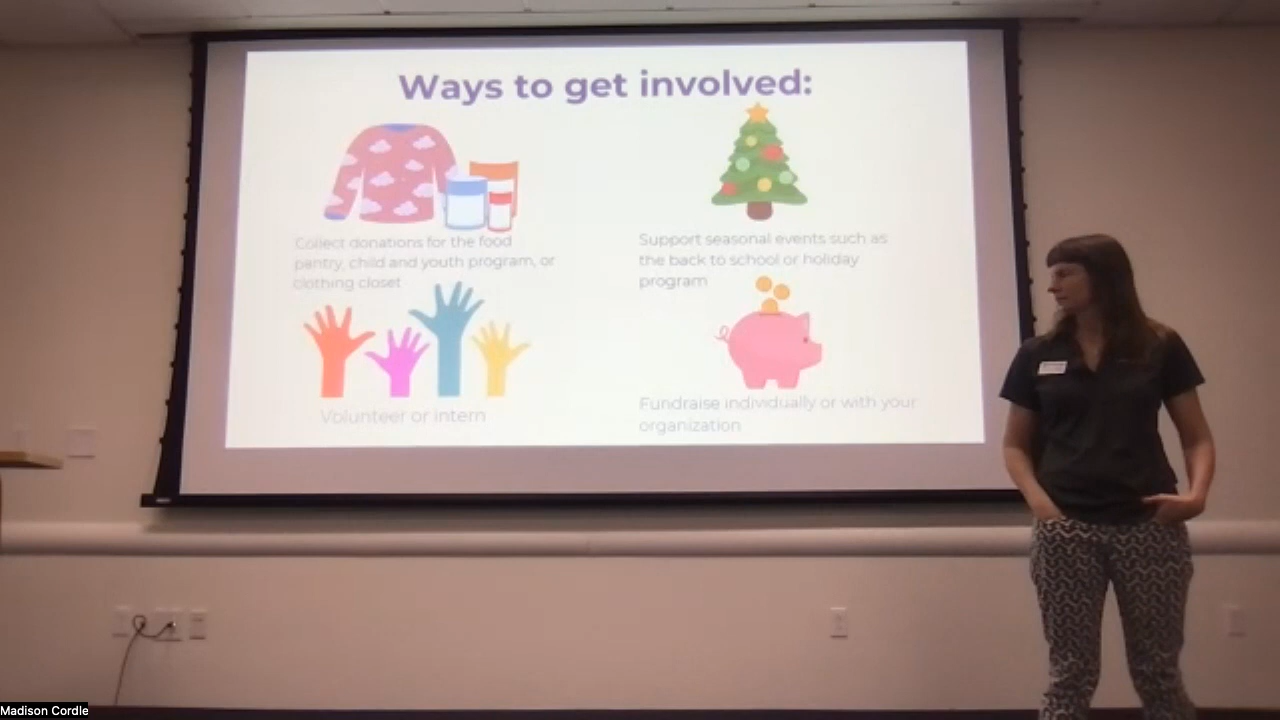 Ways to get involved:
Collect donations for the food
pantry, child and youth program, or
clothing closet
Support seasonal events such as
the back to school or holiday
program
Volunteer or intern
Fundraise individually or with your
organization
Madison Cordle